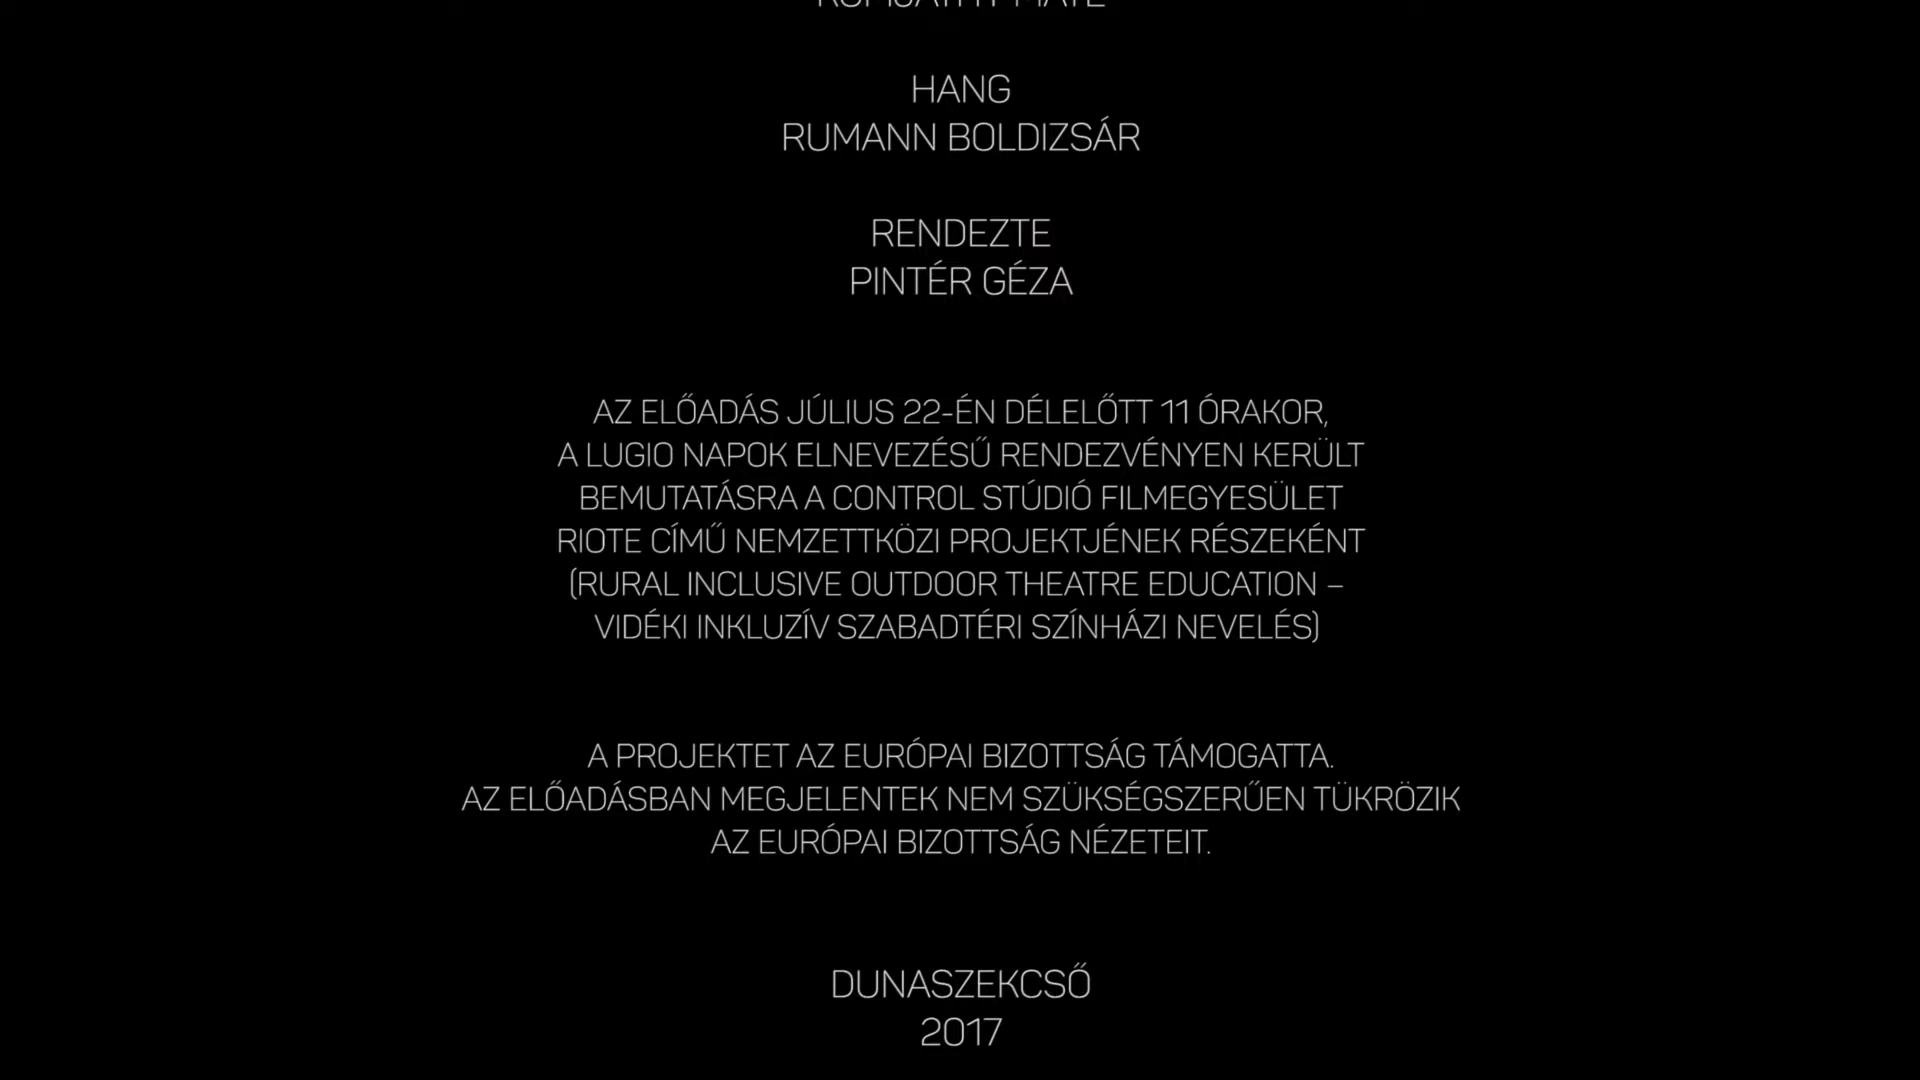 HANG
RUMANN BOLDIZSÁR
RENDEZTE
PINTÉR GÉZA
AZ ELŐADÁS JÚLIUS 22-ÉN DÉLELŐTT 11 ÓRAKOR,
A LUGIO NAPOK ELNEVEZÉSŰ RENDEZVÉNYEN KERÜLT
BEMUTATÁSRA A CONTROL STÚDIÓ FILMEGYESÜLET
RIOTE CÍMŰ NEMZETTKÖZI PROJEKTJÉNEK RÉSZEKÉNT
(RURAL INCLUSIVE OUTDOOR THEATRE EDUCATION –
VIDÉKI INKLUZÍV SZABADTÉRI SZÍNHÁZI NEVELÉS)
A PROJEKTET AZ EURÓPAI BIZOTTSÁG TÁMOGATTA.
AZ ELŐADÁSBAN MEGJELENTEK NEM SZÜKSÉGSZERŰEN TÜKRÖZIK
AZ EURÓPAI BIZOTTSÁG NÉZETEIT.
DUNASZEKCSŐ
2017